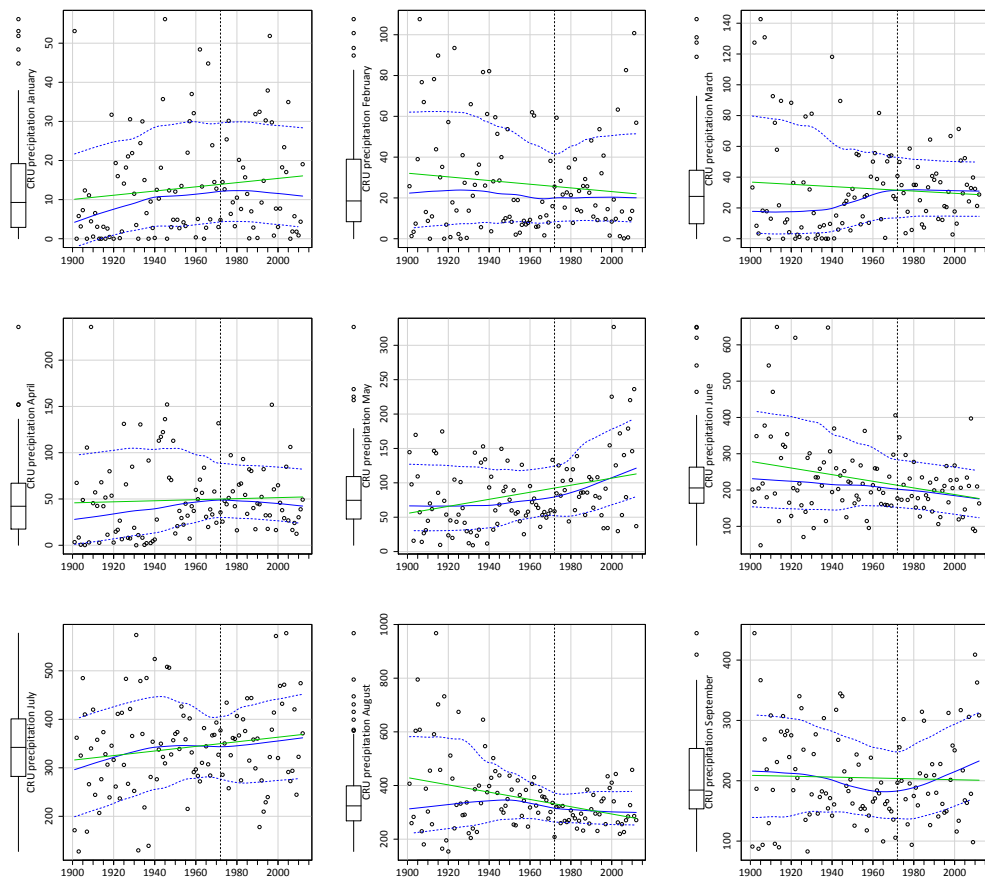 CRU precipitation January
0 10 20 30 40 50
1900 1920 1940 1960 1980 2000
CRU precipitation February
0 20 40 60 80 100
1900 1920 1940 1960 1980 2000
CRU precipitation March
0 20 40 60 80 100 120 140
1900 1920 1940 1960 1980 2000
CRU precipitation April
0 50 100 150 200
1900 1920 1940 1960 1980 2000
CRU precipitation May
0 50 100 150 200 250 300
1900 1920 1940 1960 1980 2000
CRU precipitation June
100 200 300 400 500 600
1900 1920 1940 1960 1980 2000
CRU precipitation July
200 300 400 500
1900 1920 1940 1960 1980 2000
CRU precipitation August
200 400 600 800 1000
1900 1920 1940 1960 1980 2000
CRU precipitation September
100 200 300 400
1900 1920 1940 1960 1980 2000